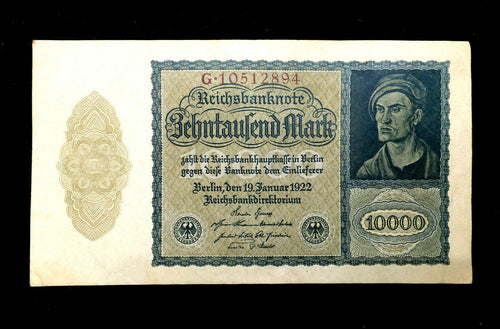 G·10512894
Reichsbanknote
Zehntausend Mark
zahlt die Reichsbankhauptkasse in Berlin
gegen diese Banknote dem Einlieferer
Berlin, den 19. Januar 1922
Reichsbankdirektorium
10000